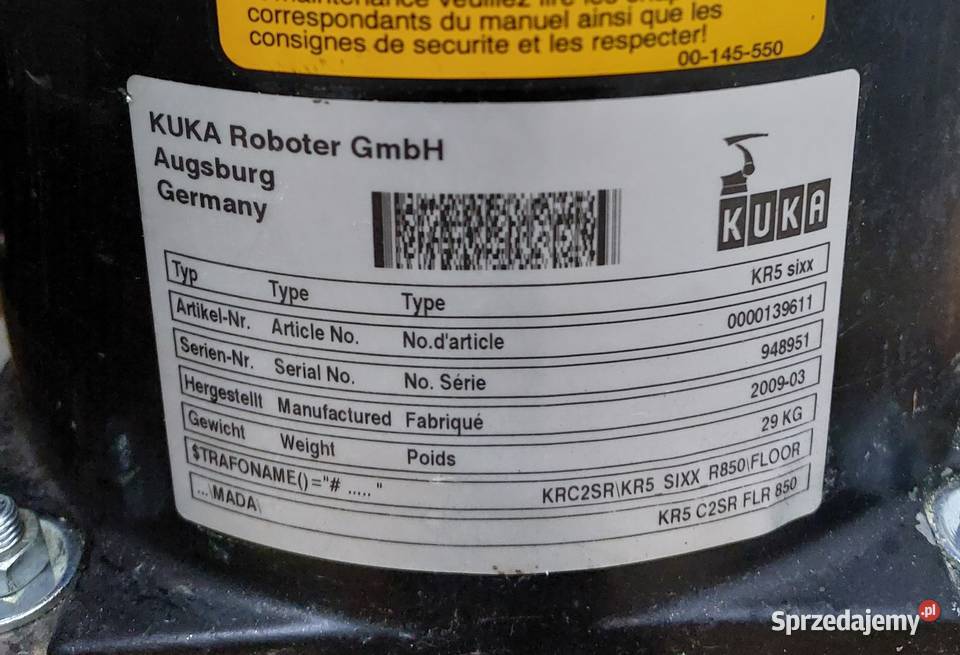 correspondants du manuel ainsi que les
consignes de securite et les respecter!
00-145-550
KUKA Roboter GmbH
Augsburg
Germany
KUKA
Typ Type Type KR5 sixx
Artikel-Nr. Article No. No.d'article 0000139611
Serien-Nr. Serial No. No. Série 948951
Hergestellt Manufactured Fabriqué 2009-03
Gewicht Weight Poids 29 KG
$TRAFONAME()="# ..... " KRC2SR\KR5 SIXX R850\FLOOR
...\MADA\ KR5 C2SR FLR 850
Sprzedajemy.pl